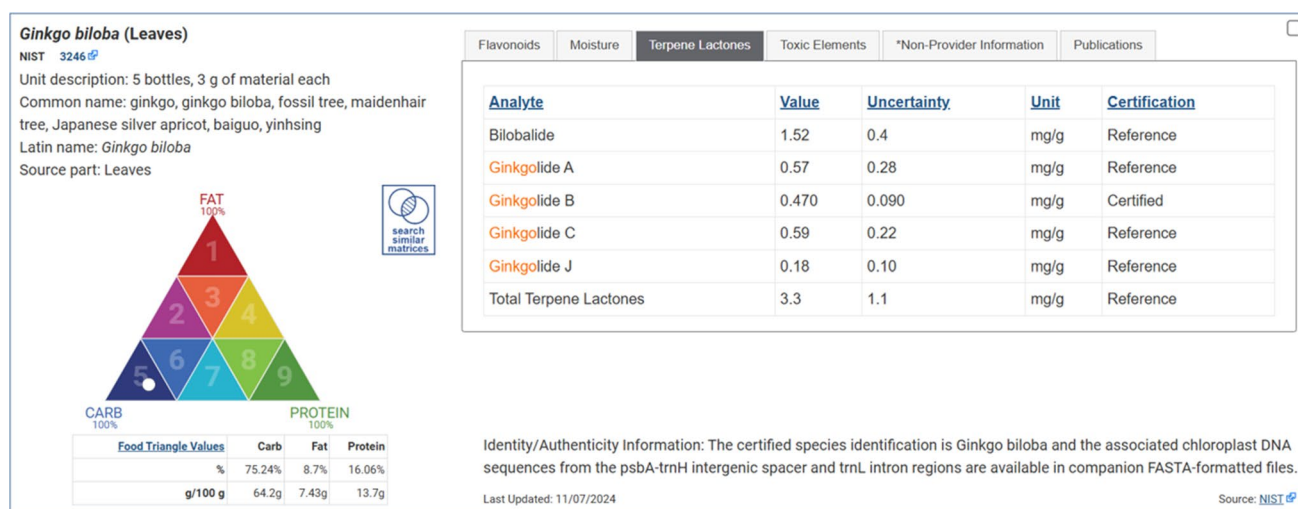 Ginkgo biloba (Leaves)
NIST 3246
Unit description: 5 bottles, 3 g of material each
Common name: ginkgo, ginkgo biloba, fossil tree, maidenhair
tree, Japanese silver apricot, baiguo, yinhsing
Latin name: Ginkgo biloba
Source part: Leaves
FAT
100%
search
similar
matrices
1
2 3 4
5 6 7 8 9
CARB
100%
PROTEIN
100%
Food Triangle Values Carb Fat Protein
% 75.24% 8.7% 16.06%
g/100 g 64.2g 7.43g 13.7g
Flavonoids Moisture Terpene Lactones Toxic Elements *Non-Provider Information Publications
Analyte Value Uncertainty Unit Certification
Bilobalide 1.52 0.4 mg/g Reference
Ginkgolide A 0.57 0.28 mg/g Reference
Ginkgolide B 0.470 0.090 mg/g Certified
Ginkgolide C 0.59 0.22 mg/g Reference
Ginkgolide J 0.18 0.10 mg/g Reference
Total Terpene Lactones 3.3 1.1 mg/g Reference
Identity/Authenticity Information: The certified species identification is Ginkgo biloba and the associated chloroplast DNA
sequences from the psbA-trnH intergenic spacer and trnL intron regions are available in companion FASTA-formatted files.
Last Updated: 11/07/2024
Source: NIST